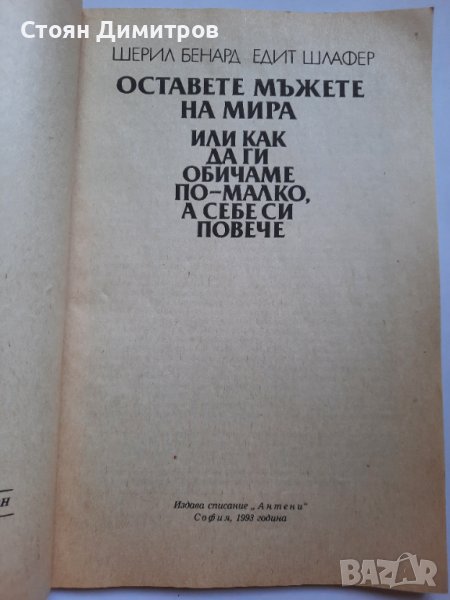 Стоян Димитров
ШЕРИЛ БЕНАРД ЕДИТ ШЛАФЕР
ОСТАВЕТЕ МЪЖЕТЕ
НА МИРА
ИЛИ КАК
ДА ГИ
ОБИЧАМЕ
ПО-МАЛКО,
А СЕБЕ СИ
ПОВЕЧЕ
н
Издава списание „Антени"
София, 1993 година
BAZAR